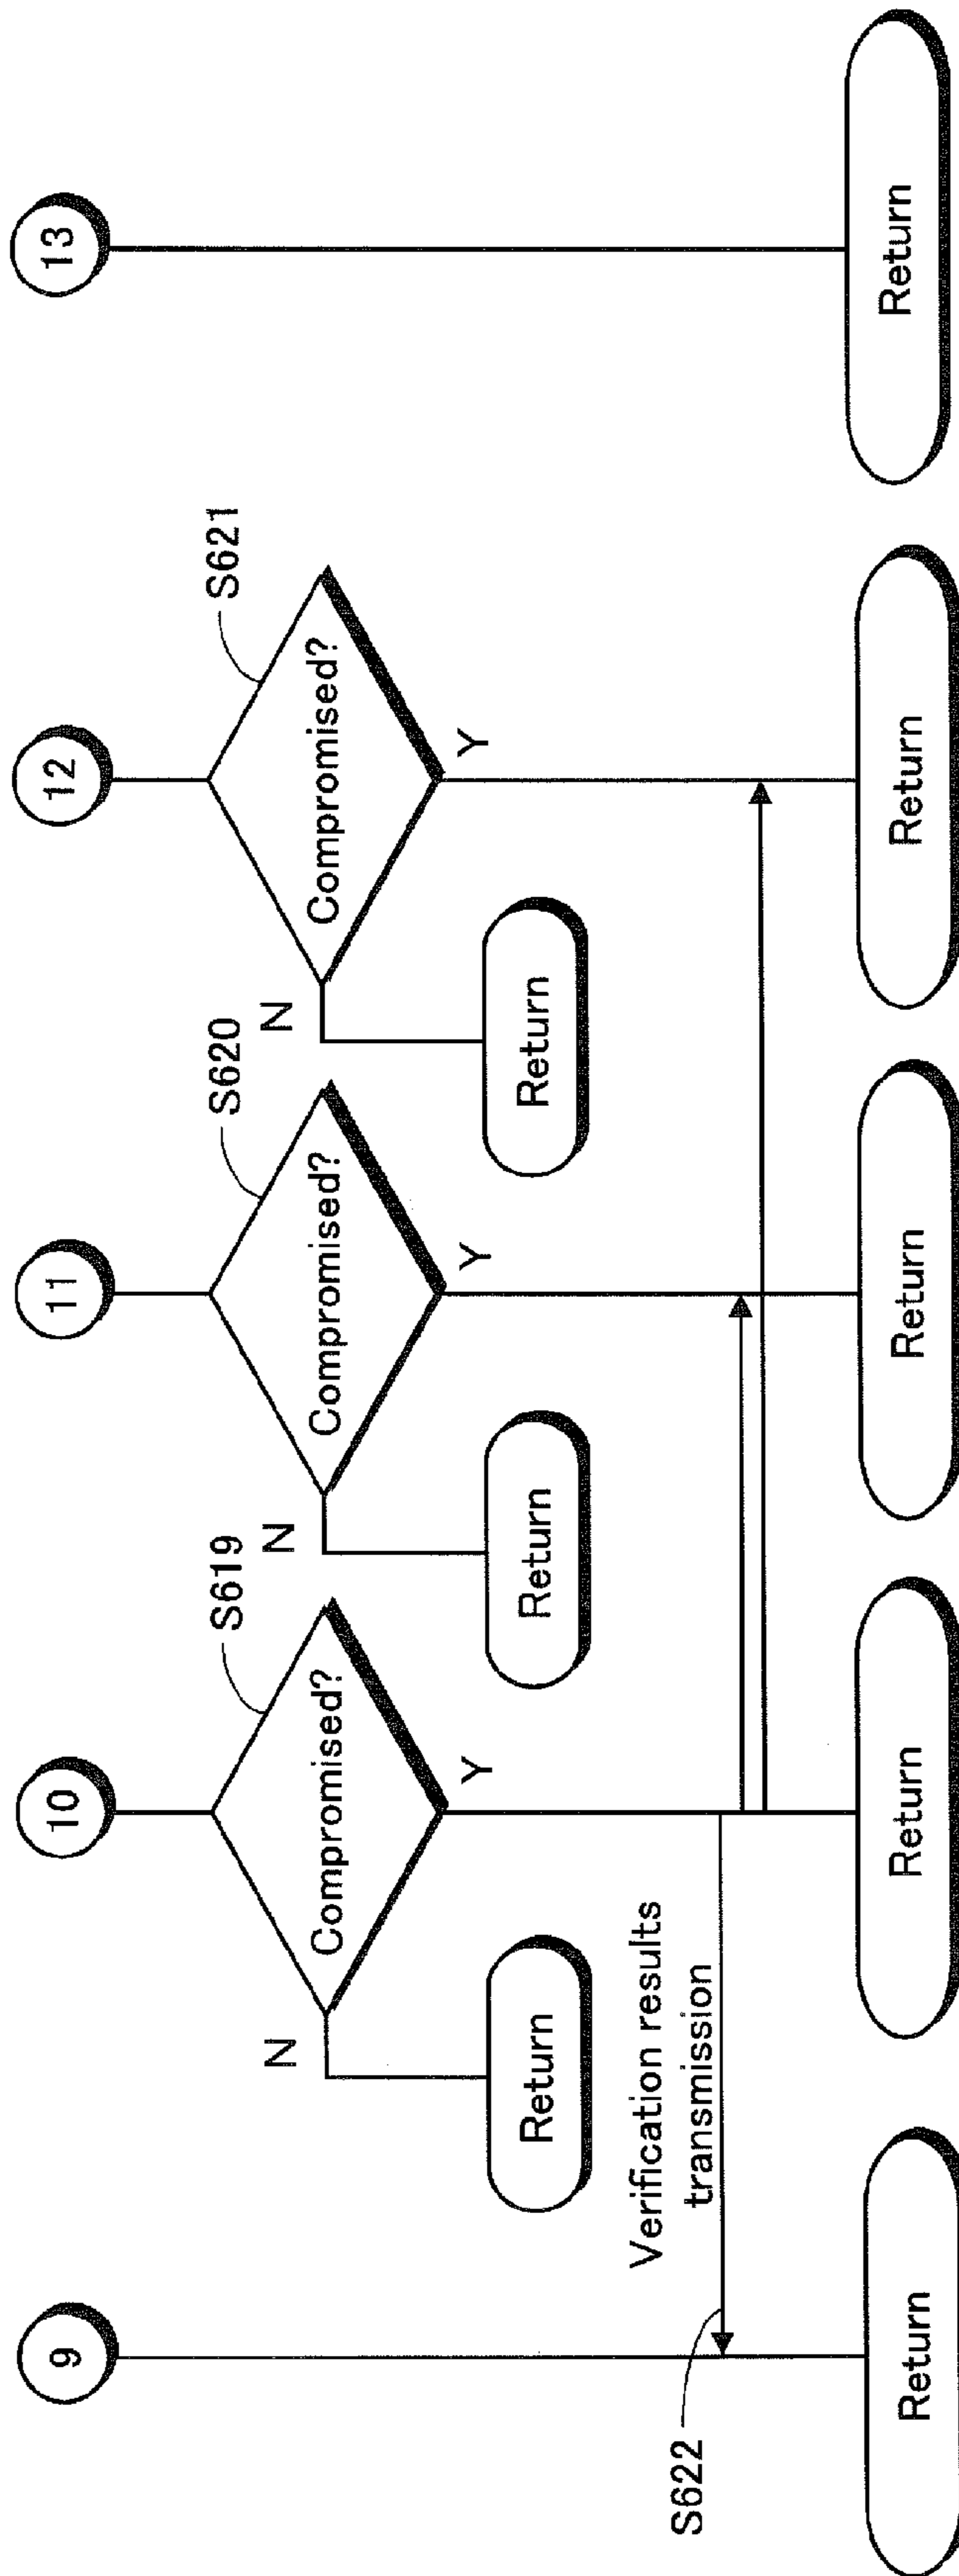 9
10
11
12
13
S619
S620
S621
Compromised?
Compromised?
Compromised?
N
N
N
Y
Y
Y
Return
Return
Return
Verification results
transmission
S622
Return
Return
Return
Return
Return